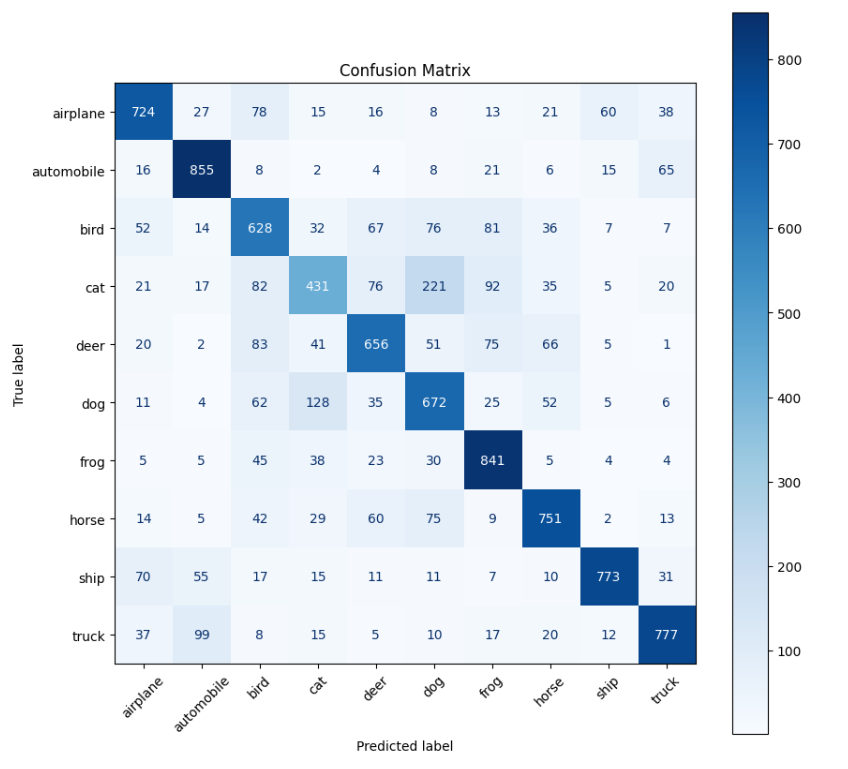 Confusion Matrix
airplane 724 27 78 15 16 8 13 21 60 38
automobile 16 855 8 2 4 8 21 6 15 65
bird 52 14 628 32 67 76 81 36 7 7
cat 21 17 82 431 76 221 92 35 5 20
deer 20 2 83 41 656 51 75 66 5 1
dog 11 4 62 128 35 672 25 52 5 6
frog 5 5 45 38 23 30 841 5 4 4
horse 14 5 42 29 60 75 9 751 2 13
ship 70 55 17 15 11 11 7 10 773 31
truck 37 99 8 15 5 10 17 20 12 777
airplane automobile bird cat deer dog frog horse ship truck
Predicted label
True label
800
700
600
500
400
300
200
100